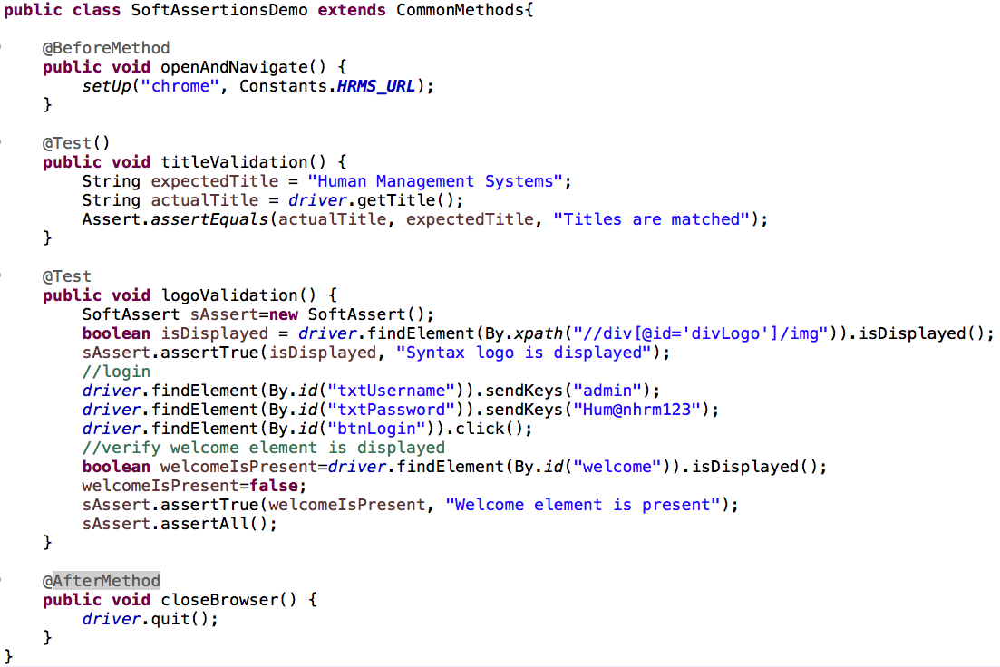 public class SoftAssertionsDemo extends CommonMethods{
@BeforeMethod
public void openAndNavigate() {
setUp("chrome", Constants.HRMS_URL);
}
@Test()
public void titleValidation() {
String expectedTitle = "Human Management Systems";
String actualTitle = driver.getTitle();
Assert.assertEquals(actualTitle, expectedTitle, "Titles are matched");
}
@Test
public void logoValidation() {
SoftAssert sAssert=new SoftAssert();
boolean isDisplayed = driver.findElement(By.xpath("//div[@id='divLogo']/img")).isDisplayed();
sAssert.assertTrue(isDisplayed, "Syntax logo is displayed");
//login
driver.findElement(By.id("txtUsername")).sendKeys("admin");
driver.findElement(By.id("txtPassword")).sendKeys("Hum@nhrm123");
driver.findElement(By.id("btnLogin")).click();
//verify welcome element is displayed
boolean welcomeIsPresent=driver.findElement(By.id("welcome")).isDisplayed();
welcomeIsPresent=false;
sAssert.assertTrue(welcomeIsPresent, "Welcome element is present");
sAssert.assertAll();
}
@AfterMethod
public void closeBrowser() {
driver.quit();
}
}